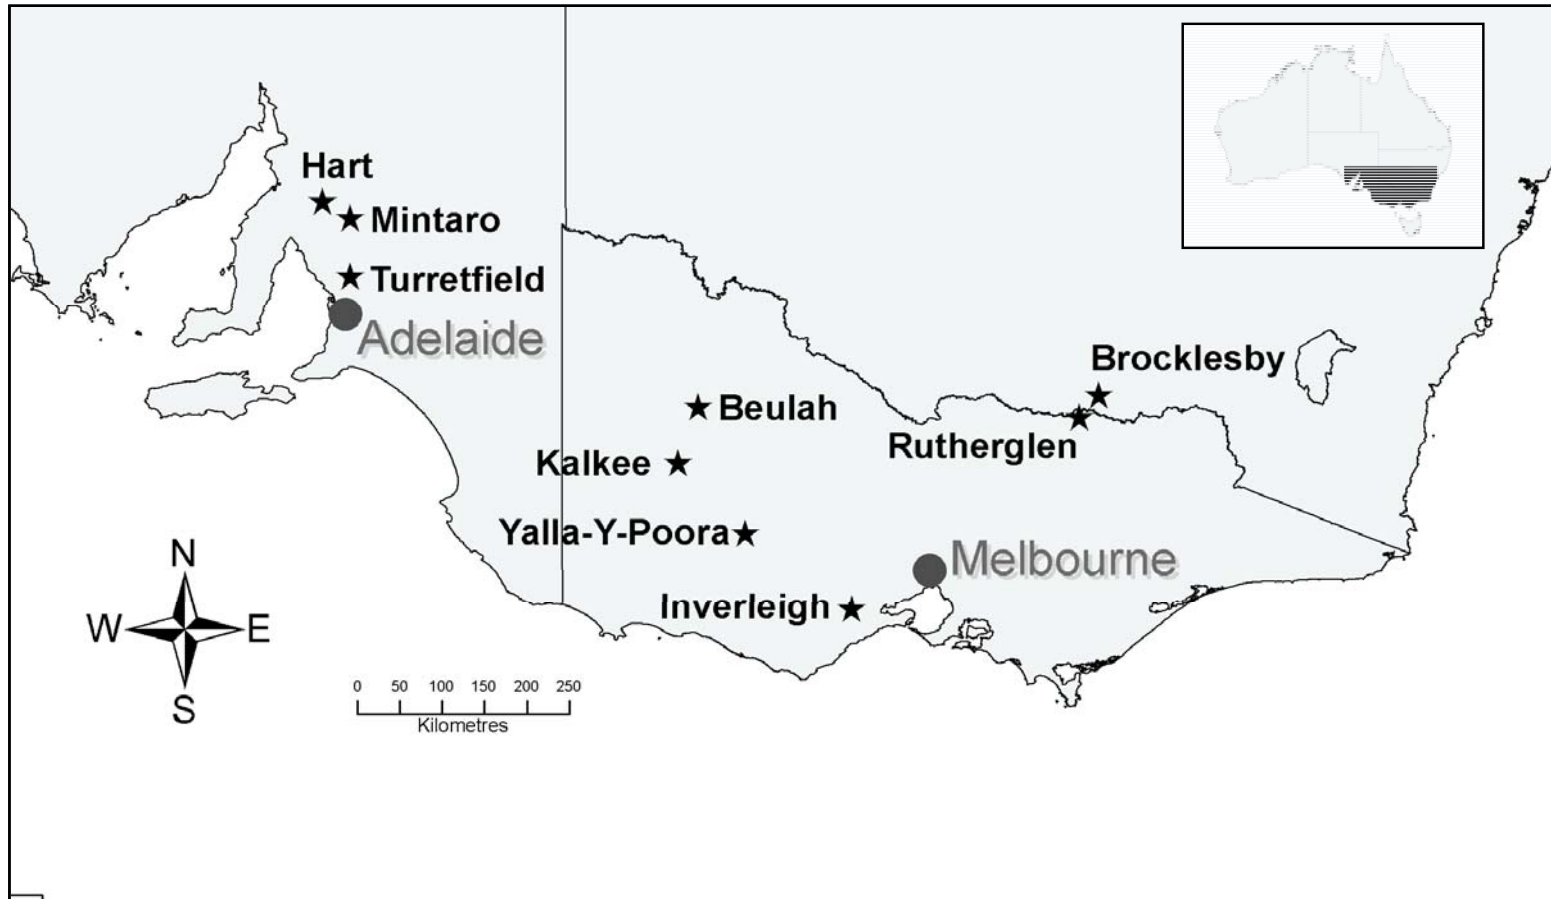 Hart
Mintaro
Turretfield
Adelaide
Brocklesby
Beulah
Rutherglen
Kalkee
Yalla-Y-Poora
Melbourne
Inverleigh
N
W E
S
0 50 100 150 200 250
Kilometres